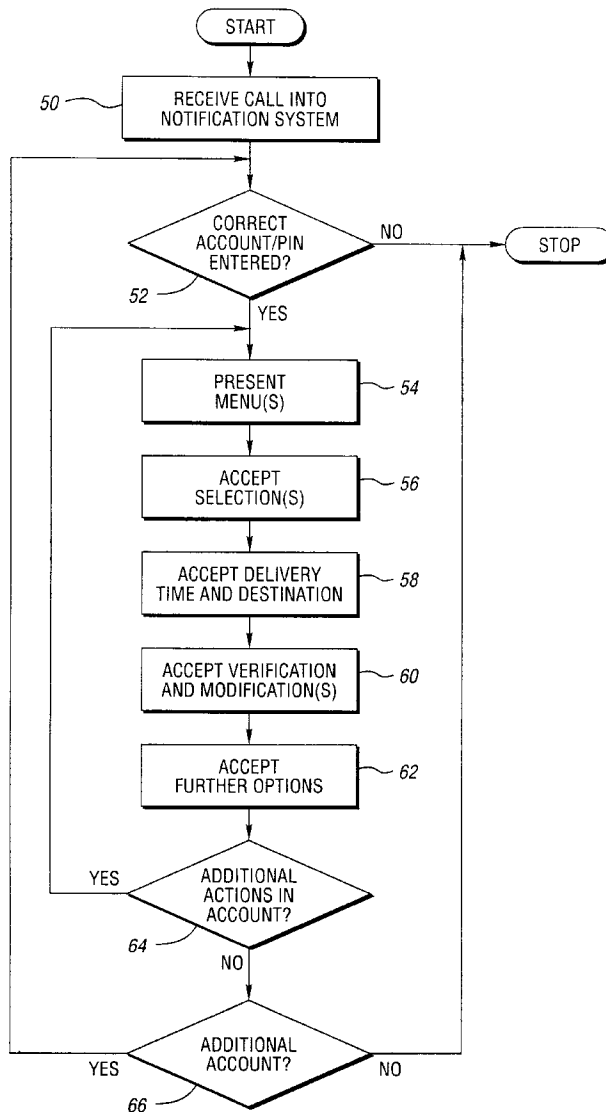 START
50
RECEIVE CALL INTO
NOTIFICATION SYSTEM
CORRECT
ACCOUNT/PIN
ENTERED?
NO
STOP
52
YES
PRESENT
MENU(S)
54
ACCEPT
SELECTION(S)
56
ACCEPT DELIVERY
TIME AND DESTINATION
58
ACCEPT VERIFICATION
AND MODIFICATION(S)
60
ACCEPT
FURTHER OPTIONS
62
YES
ADDITIONAL
ACTIONS IN
ACCOUNT?
64
NO
YES
ADDITIONAL
ACCOUNT?
NO
66